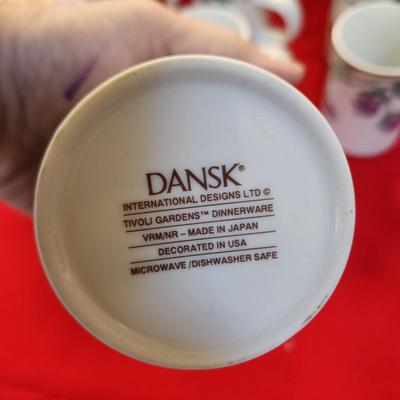 DANSK®
INTERNATIONAL DESIGNS LTD ©
TIVOLI GARDENS™ DINNERWARE
VRM/NR – MADE IN JAPAN
DECORATED IN USA
MICROWAVE /DISHWASHER SAFE